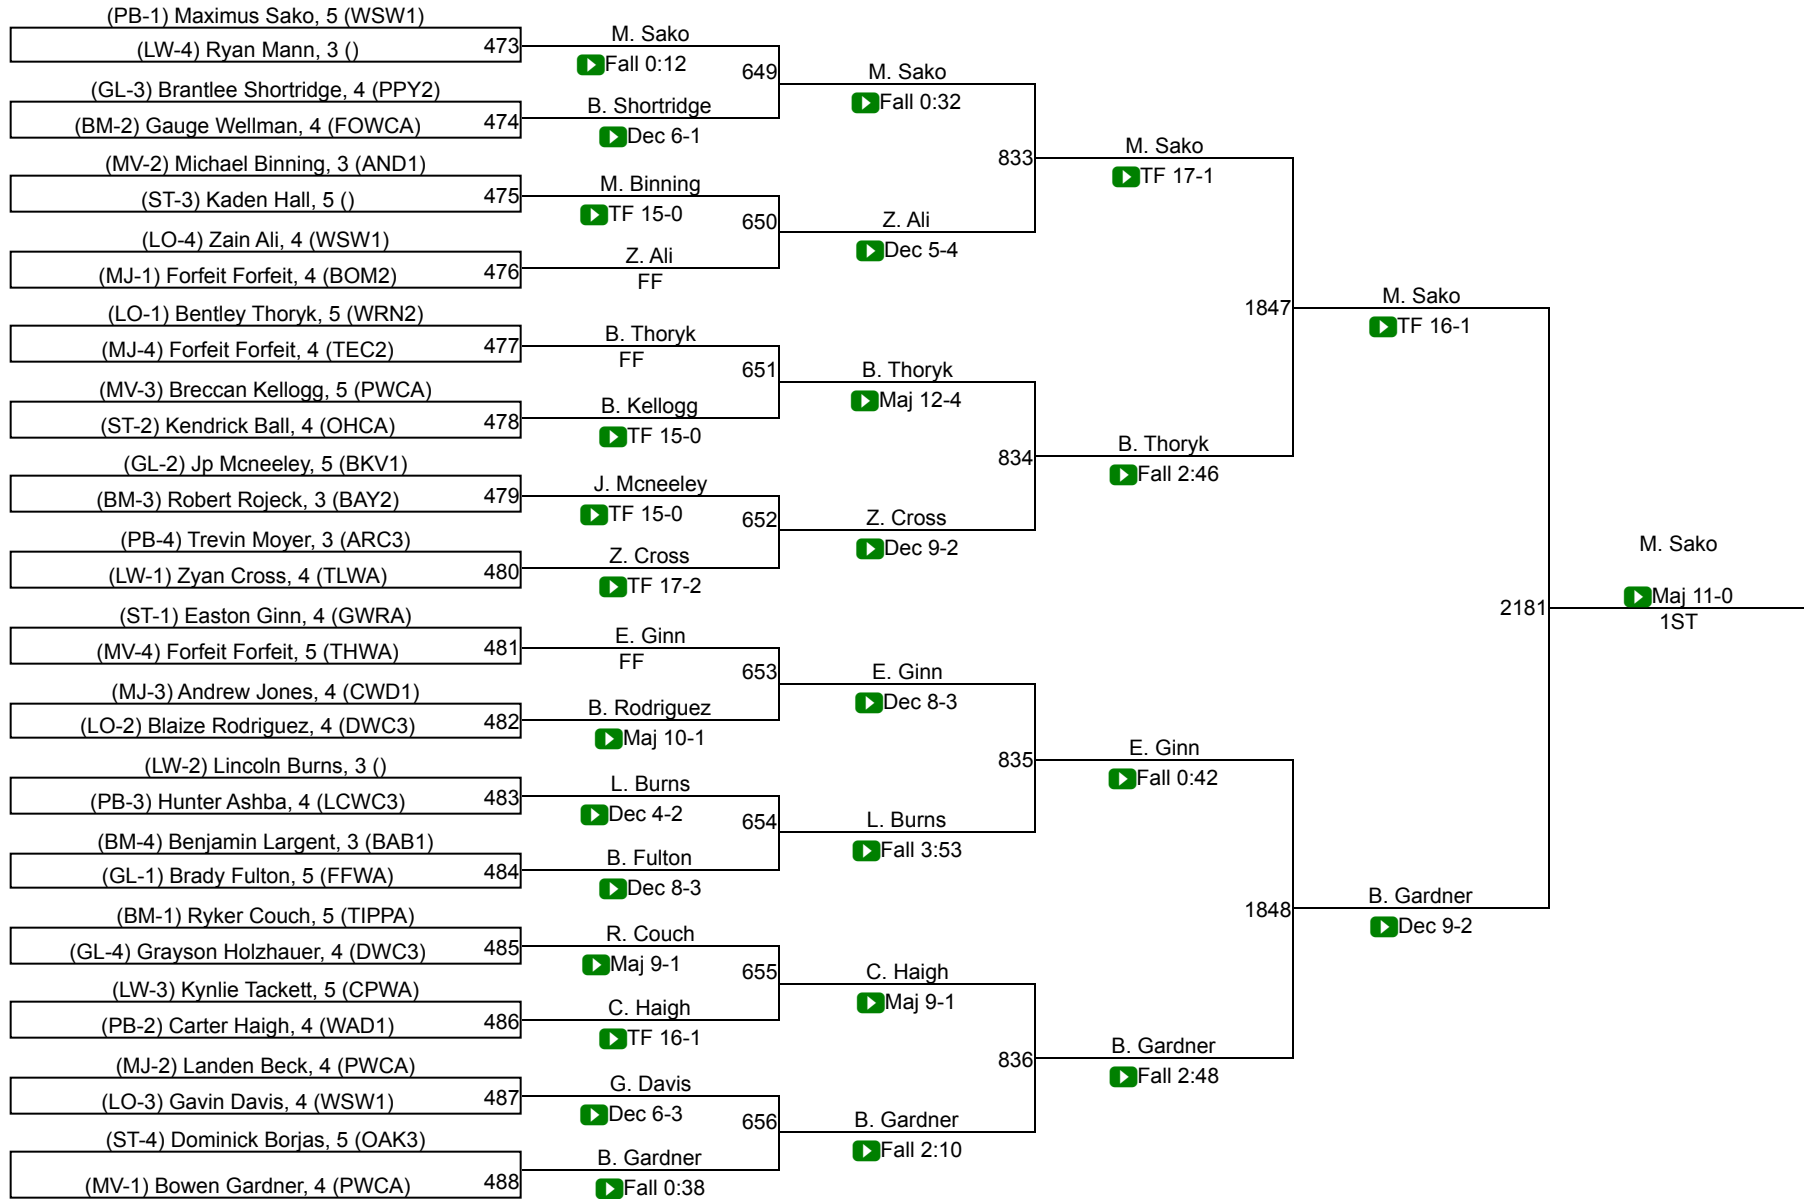 (PB-1) Maximus Sako, 5 (WSW1)
(LW-4) Ryan Mann, 3 ()
473
(GL-3) Brantlee Shortridge, 4 (PPY2)
(BM-2) Gauge Wellman, 4 (FOWCA)
474
(MV-2) Michael Binning, 3 (AND1)
(ST-3) Kaden Hall, 5 ()
475
(LO-4) Zain Ali, 4 (WSW1)
(MJ-1) Forfeit Forfeit, 4 (BOM2)
476
(LO-1) Bentley Thoryk, 5 (WRN2)
(MJ-4) Forfeit Forfeit, 4 (TEC2)
477
(MV-3) Breccan Kellogg, 5 (PWCA)
(ST-2) Kendrick Ball, 4 (OHCA)
478
(GL-2) Jp Mcneeley, 5 (BKV1)
(BM-3) Robert Rojeck, 3 (BAY2)
479
(PB-4) Trevin Moyer, 3 (ARC3)
(LW-1) Zyan Cross, 4 (TLWA)
480
(ST-1) Easton Ginn, 4 (GWRA)
(MV-4) Forfeit Forfeit, 5 (THWA)
481
(MJ-3) Andrew Jones, 4 (CWD1)
(LO-2) Blaize Rodriguez, 4 (DWC3)
482
(LW-2) Lincoln Burns, 3 ()
(PB-3) Hunter Ashba, 4 (LCWC3)
483
(BM-4) Benjamin Largent, 3 (BAB1)
(GL-1) Brady Fulton, 5 (FFWA)
484
(BM-1) Ryker Couch, 5 (TIPPA)
(GL-4) Grayson Holzhauer, 4 (DWC3)
485
(LW-3) Kynlie Tackett, 5 (CPWA)
(PB-2) Carter Haigh, 4 (WAD1)
486
(MJ-2) Landen Beck, 4 (PWCA)
(LO-3) Gavin Davis, 4 (WSW1)
487
(ST-4) Dominick Borjas, 5 (OAK3)
(MV-1) Bowen Gardner, 4 (PWCA)
488
M. Sako
Fall 0:12
649
B. Shortridge
Dec 6-1
M. Binning
TF 15-0
650
Z. Ali
FF
B. Thoryk
FF
651
B. Kellogg
TF 15-0
J. Mcneeley
TF 15-0
652
Z. Cross
TF 17-2
E. Ginn
FF
653
B. Rodriguez
Maj 10-1
L. Burns
Dec 4-2
654
B. Fulton
Dec 8-3
R. Couch
Maj 9-1
655
C. Haigh
TF 16-1
G. Davis
Dec 6-3
656
B. Gardner
Fall 0:38
M. Sako
Fall 0:32
833
Z. Ali
Dec 5-4
B. Thoryk
Maj 12-4
834
Z. Cross
Dec 9-2
E. Ginn
Dec 8-3
835
L. Burns
Fall 3:53
C. Haigh
Maj 9-1
836
B. Gardner
Fall 2:10
M. Sako
TF 17-1
1847
B. Thoryk
Fall 2:46
E. Ginn
Fall 0:42
1848
B. Gardner
Fall 2:48
M. Sako
TF 16-1
2181
B. Gardner
Dec 9-2
M. Sako
Maj 11-0
1ST